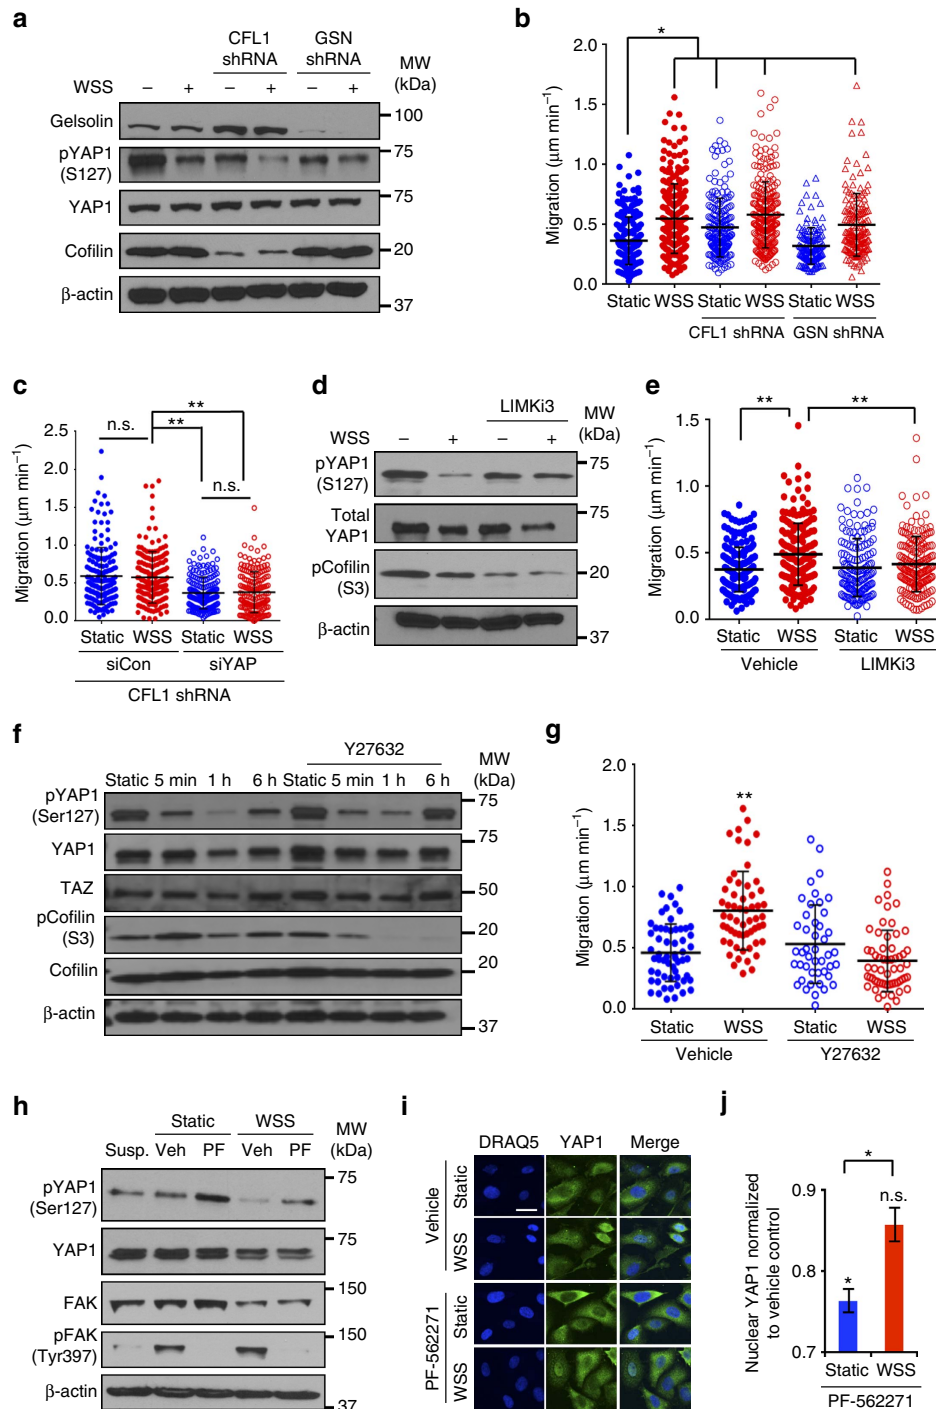 a
CFL1 shRNA
GSN shRNA
MW (kDa)
WSS – + – + – +
Gelsolin
100
pYAP1 (S127)
75
YAP1
75
Cofilin
20
β-actin
37
b
Migration (µm min⁻¹)
2.0
1.5
1.0
0.5
0.0
*
Static WSS Static WSS Static WSS
CFL1 shRNA GSN shRNA
c
Migration (µm min⁻¹)
2.5
2.0
1.5
1.0
0.5
0.0
n.s.
**
**
n.s.
Static WSS Static WSS
siCon siYAP
CFL1 shRNA
d
LIMKi3
MW (kDa)
WSS – + – +
pYAP1 (S127)
75
Total YAP1
75
pCofilin (S3)
20
β-actin
37
e
Migration (µm min⁻¹)
1.5
1.0
0.5
0.0
**
**
Static WSS Static WSS
Vehicle LIMKi3
f
Y27632
MW (kDa)
Static 5 min 1 h 6 h Static 5 min 1 h 6 h
pYAP1 (Ser127)
75
YAP1
75
TAZ
50
pCofilin (S3)
20
Cofilin
20
β-actin
37
g
Migration (µm min⁻¹)
2.0
1.5
1.0
0.5
0.0
**
Static WSS Static WSS
Vehicle Y27632
h
Static WSS
MW (kDa)
Susp. Veh PF Veh PF
pYAP1 (Ser127)
75
YAP1
75
FAK
150
pFAK (Tyr397)
150
β-actin
37
i
DRAQ5 YAP1 Merge
Vehicle
Static
WSS
PF-562271
Static
WSS
j
Nuclear YAP1 normalized to vehicle control
0.9
0.8
0.7
*
n.s.
*
Static WSS
PF-562271